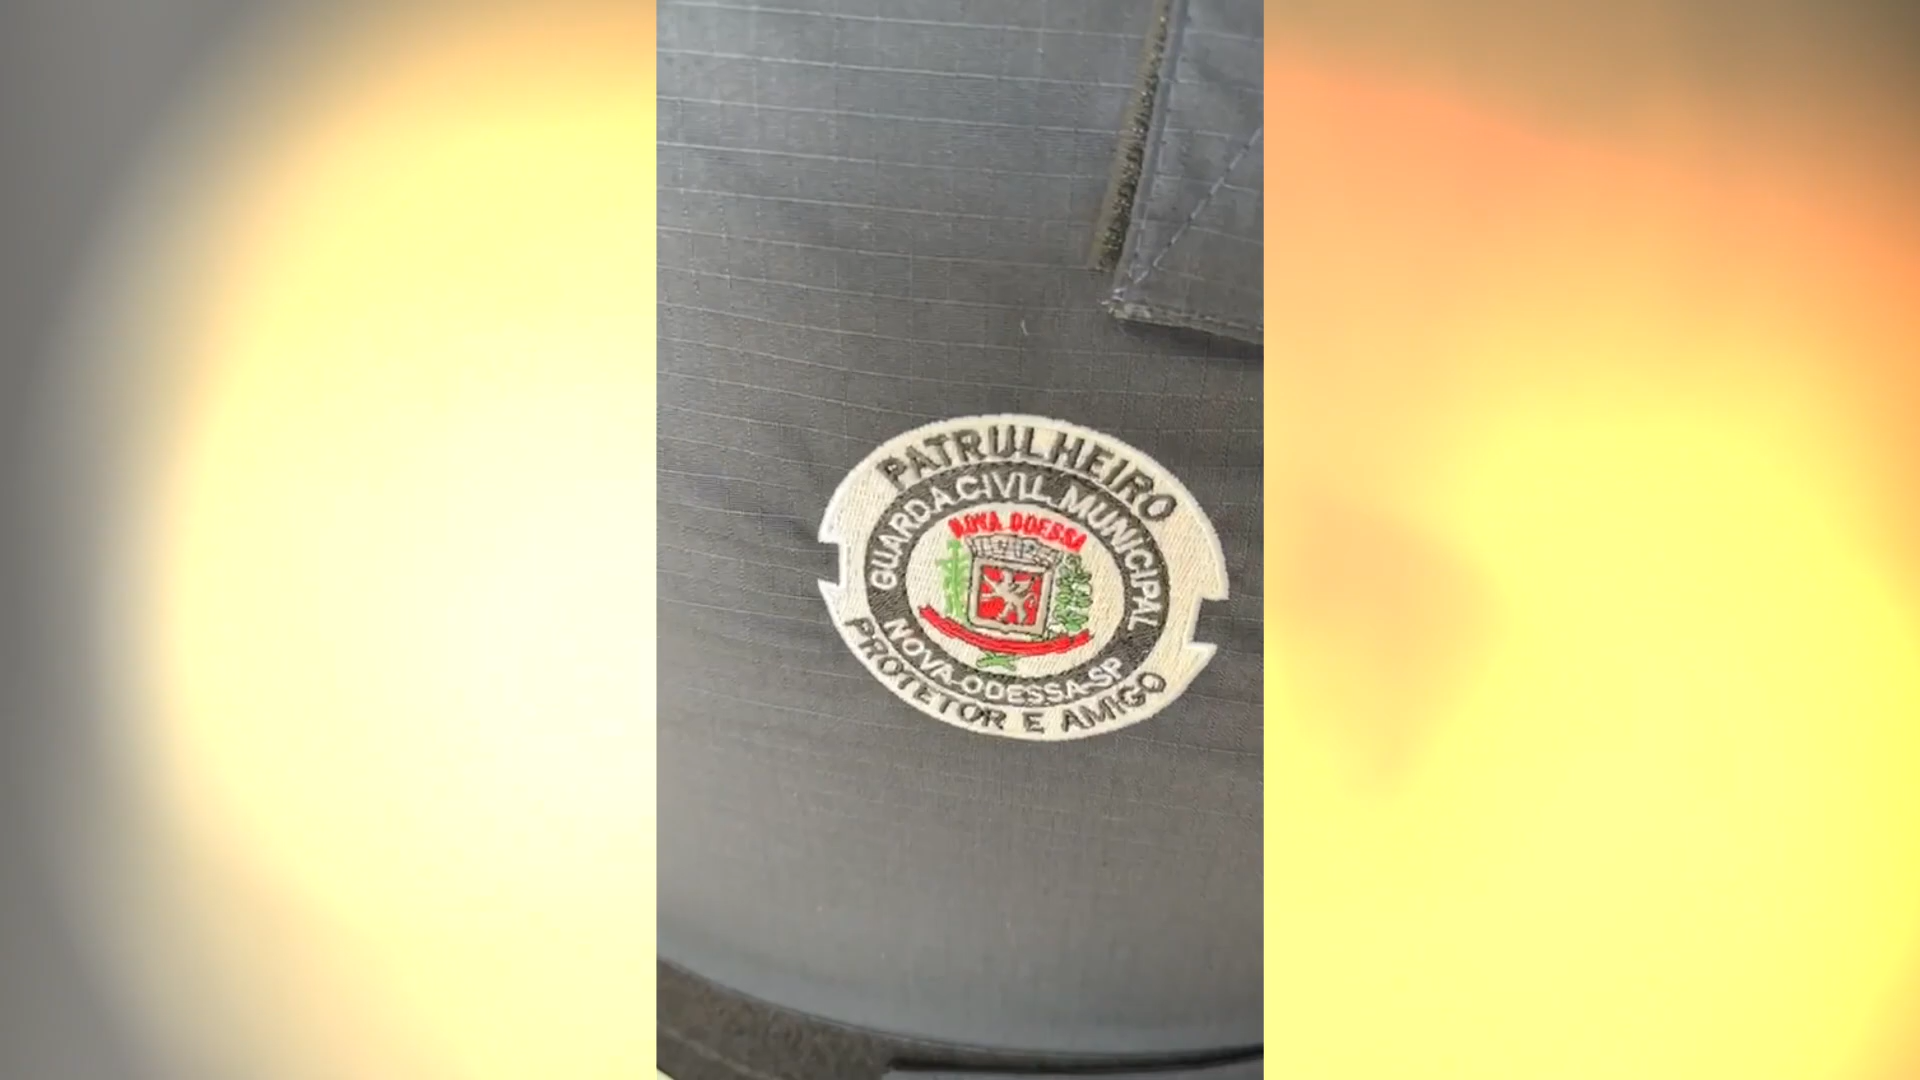 PATRULHEIRO
GUARDA CIVIL MUNICIPAL
NOVA ODESSA
NOVA-ODESSA-SP
PROTETOR E AMIGO